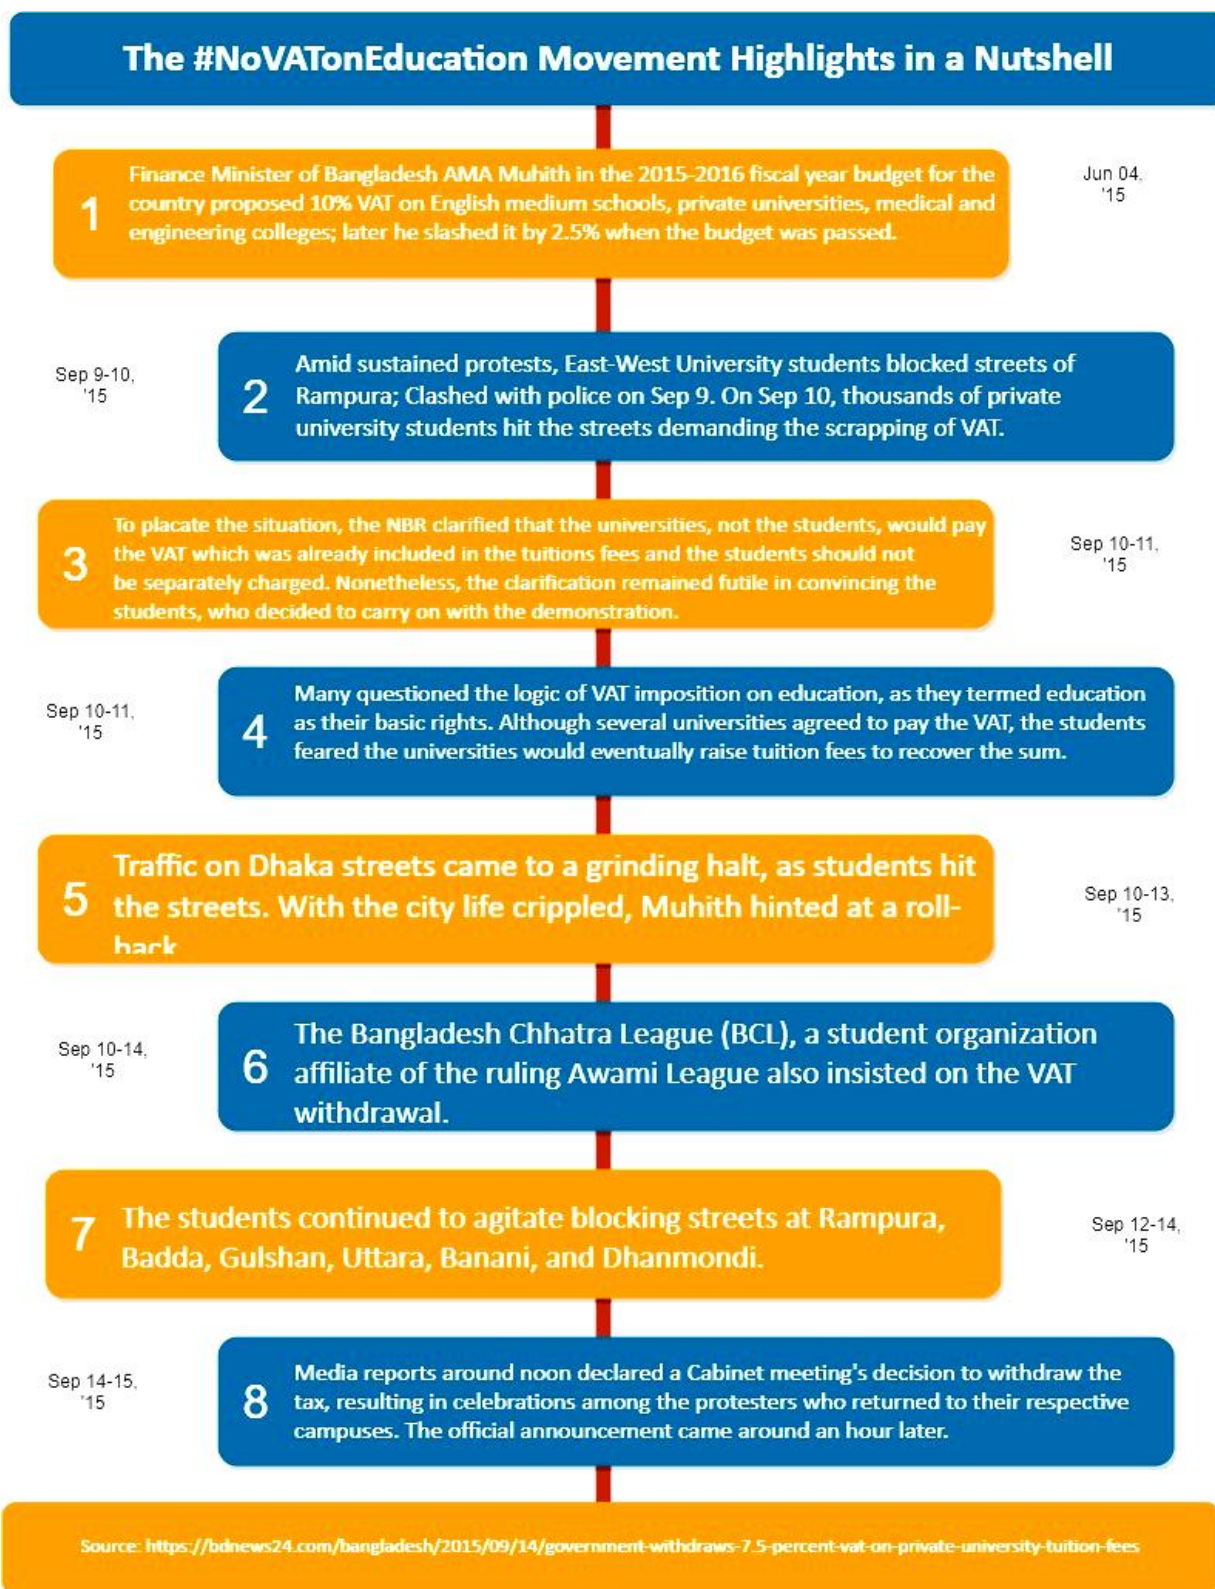 The #NoVATonEducation Movement Highlights in a Nutshell
1
Finance Minister of Bangladesh AMA Muhith in the 2015-2016 fiscal year budget for the
country proposed 10% VAT on English medium schools, private universities, medical and
engineering colleges; later he slashed it by 2.5% when the budget was passed.
Jun 04,
'15
Sep 9-10,
'15
2
Amid sustained protests, East-West University students blocked streets of
Rampura; Clashed with police on Sep 9. On Sep 10, thousands of private
university students hit the streets demanding the scrapping of VAT.
3
To placate the situation, the NBR clarified that the universities, not the students, would pay
the VAT which was already included in the tuitions fees and the students should not
be separately charged. Nonetheless, the clarification remained futile in convincing the
students, who decided to carry on with the demonstration.
Sep 10-11,
'15
Sep 10-11,
'15
4
Many questioned the logic of VAT imposition on education, as they termed education
as their basic rights. Although several universities agreed to pay the VAT, the students
feared the universities would eventually raise tuition fees to recover the sum.
5
Traffic on Dhaka streets came to a grinding halt, as students hit
the streets. With the city life crippled, Muhith hinted at a roll-
back
Sep 10-13,
'15
Sep 10-14,
'15
6
The Bangladesh Chhatra League (BCL), a student organization
affiliate of the ruling Awami League also insisted on the VAT
withdrawal.
7
The students continued to agitate blocking streets at Rampura,
Badda, Gulshan, Uttara, Banani, and Dhanmondi.
Sep 12-14,
'15
Sep 14-15,
'15
8
Media reports around noon declared a Cabinet meeting's decision to withdraw the
tax, resulting in celebrations among the protesters who returned to their respective
campuses. The official announcement came around an hour later.
Source: https://bdnews24.com/bangladesh/2015/09/14/government-withdraws-7.5-percent-vat-on-private-university-tuition-fees